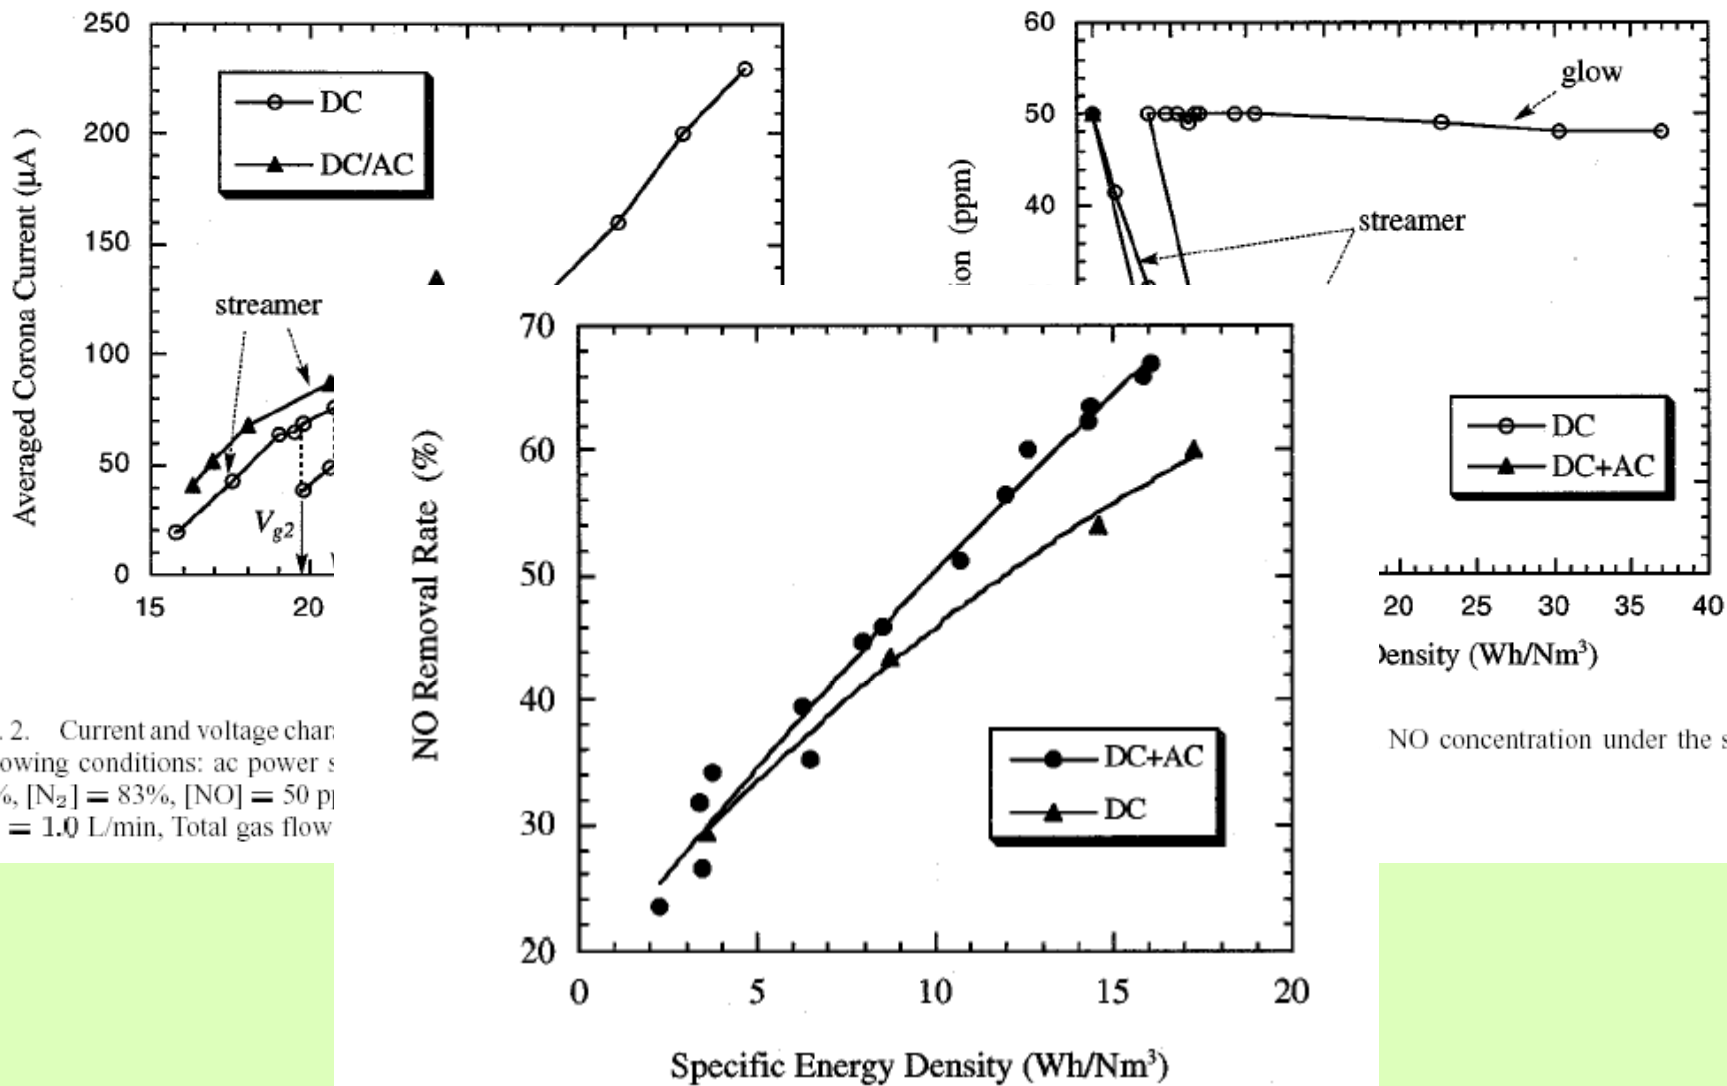 250
200
150
100
50
0
15
20
Averaged Corona Current (μA)
DC
DC/AC
streamer
V_g2
. 2. Current and voltage char
owing conditions: ac power s
%, [N₂] = 83%, [NO] = 50 p
= 1.0 L/min, Total gas flow
60
50
40
ion (ppm)
glow
streamer
DC
DC+AC
20
25
30
35
40
Density (Wh/Nm³)
NO concentration under the s
70
60
50
40
30
20
NO Removal Rate (%)
DC+AC
DC
0
5
10
15
20
Specific Energy Density (Wh/Nm³)